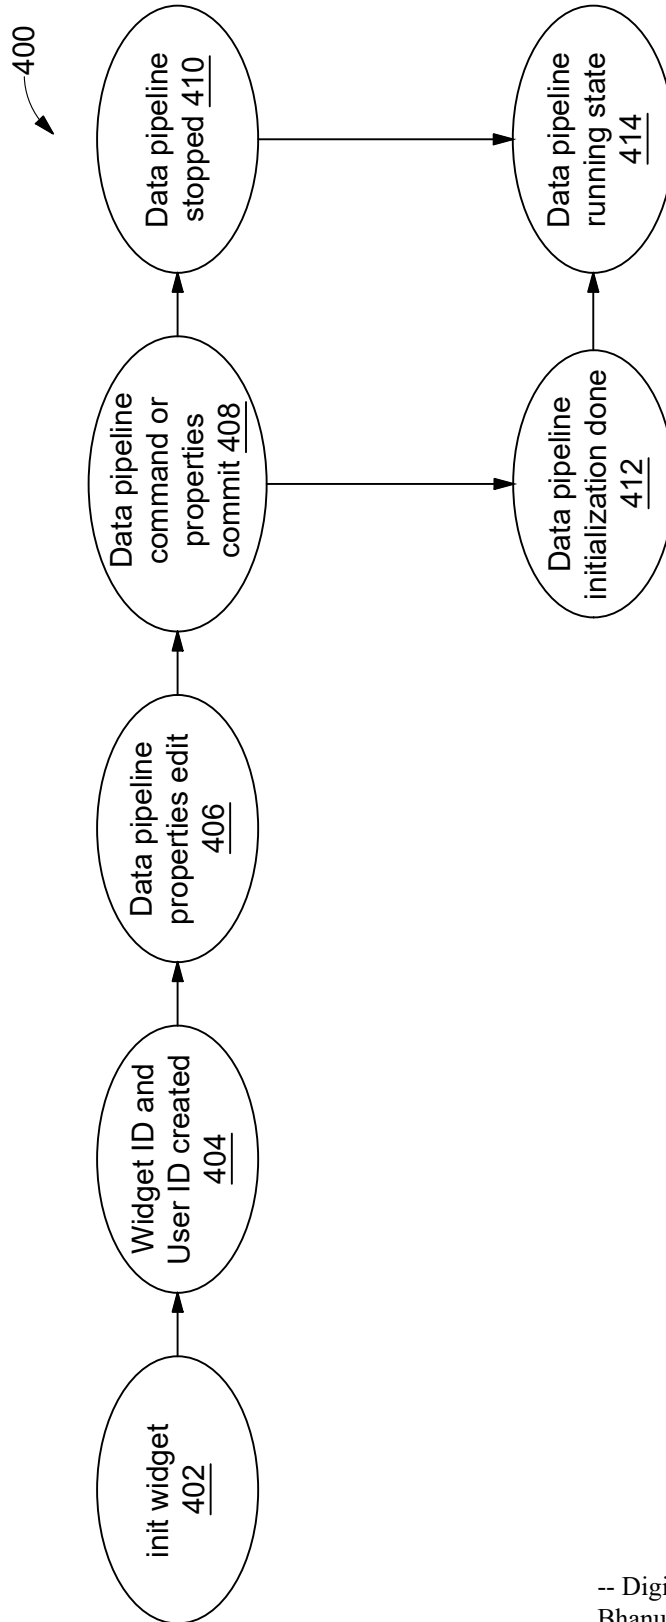 400
init widget
402
Widget ID and
User ID created
404
Data pipeline
properties edit
406
Data pipeline
command or
properties
commit 408
Data pipeline
stopped 410
Data pipeline
initialization done
412
Data pipeline
running state
414
-- Digi
Bhanu